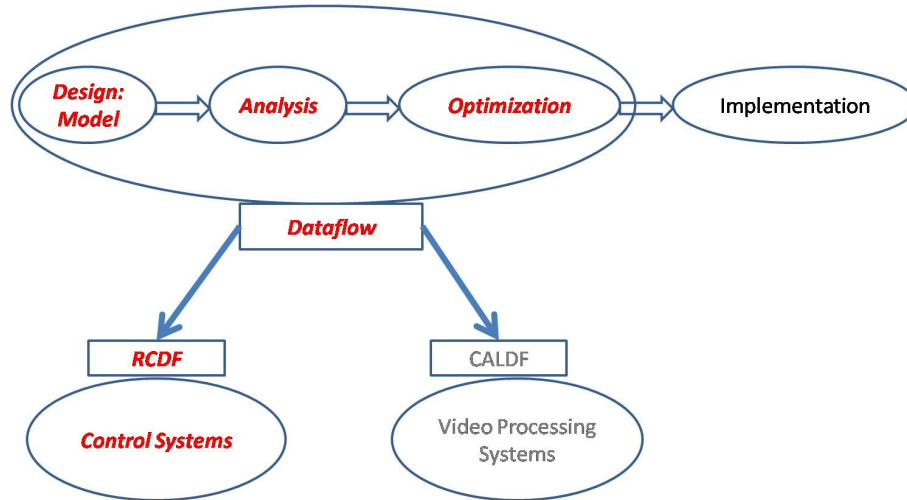 Design:
Model
Analysis
Optimization
Implementation
Dataflow
RCDF
CALDF
Control Systems
Video Processing
Systems